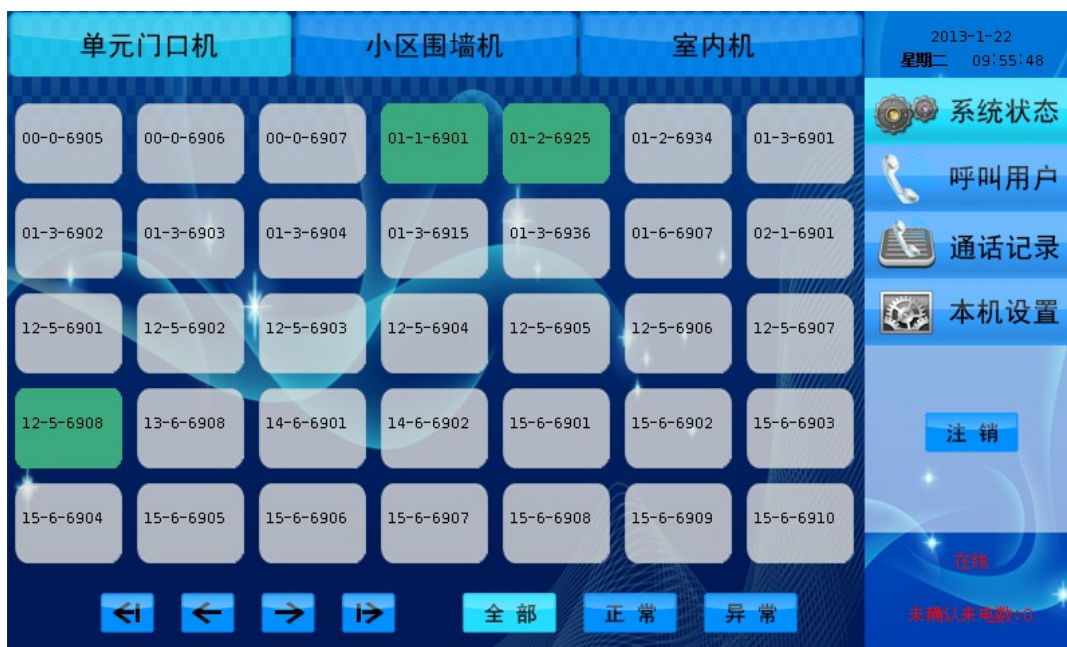 单元门口机 小区围墙机 室内机
2013-1-22
星期二 09:55:48
00-0-6905 00-0-6906 00-0-6907 01-1-6901 01-2-6925 01-2-6934 01-3-6901
系统状态
呼叫用户
01-3-6902 01-3-6903 01-3-6904 01-3-6915 01-3-6936 01-6-6907 02-1-6901
通话记录
本机设置
12-5-6901 12-5-6902 12-5-6903 12-5-6904 12-5-6905 12-5-6906 12-5-6907
12-5-6908 13-6-6908 14-6-6901 14-6-6902 15-6-6901 15-6-6902 15-6-6903
注 销
15-6-6904 15-6-6905 15-6-6906 15-6-6907 15-6-6908 15-6-6909 15-6-6910
在线
全 部 正 常 异 常
未确认来电数:0